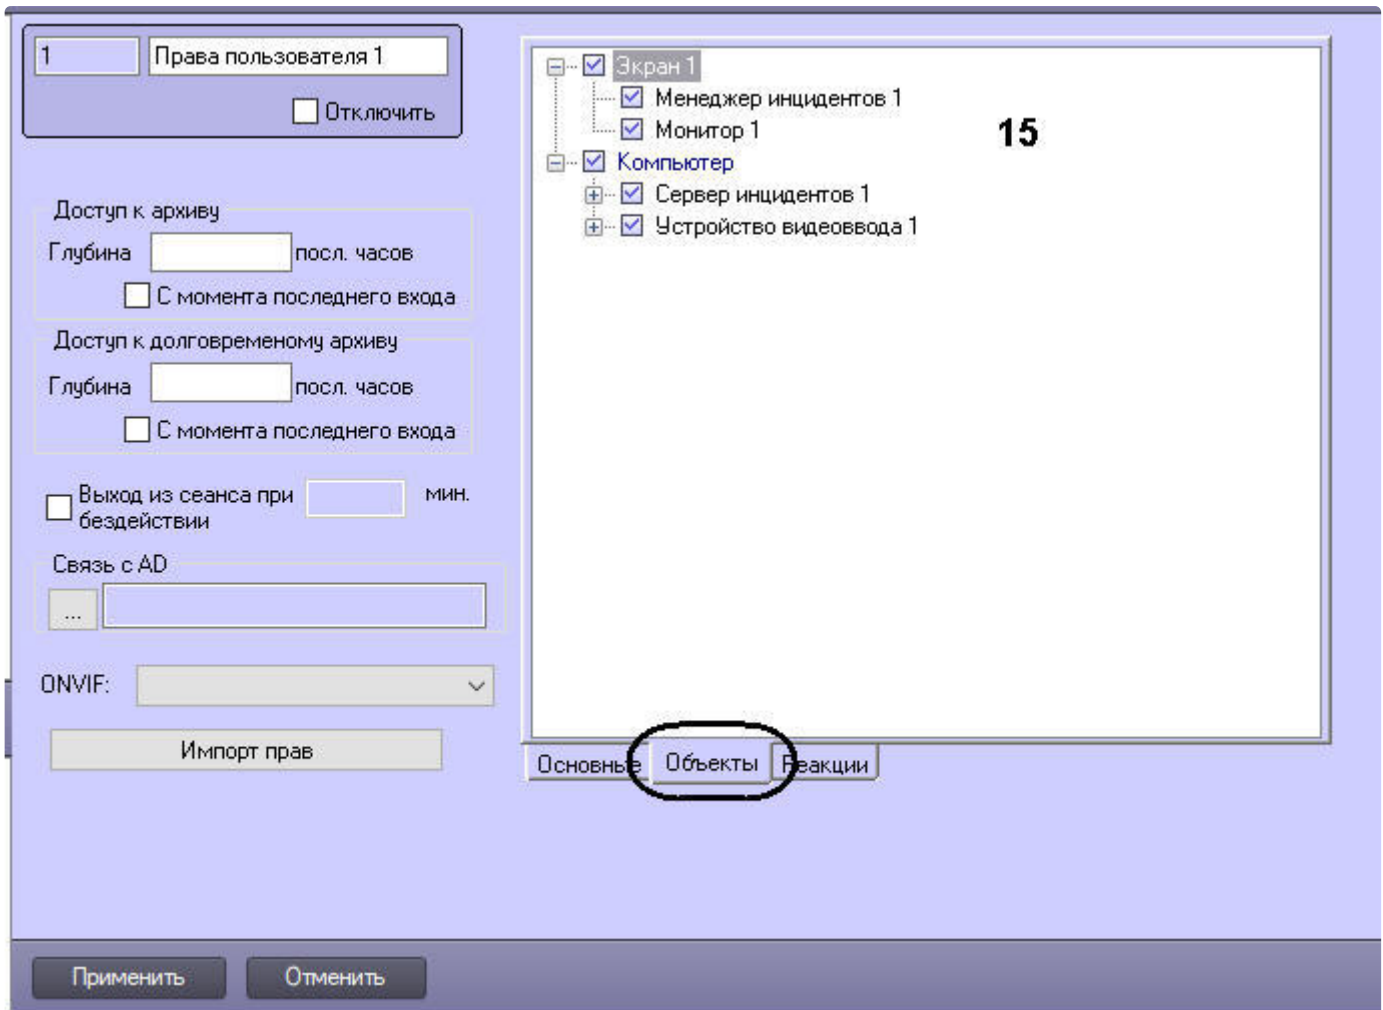 1
Права пользователя 1
Отключить
Доступ к архиву
Глубина
посл. часов
С момента последнего входа
Доступ к долговременому архиву
Глубина
посл. часов
С момента последнего входа
Выход из сеанса при
бездействии
мин.
Связь с AD
...
ONVIF:
Импорт прав
Экран 1
Менеджер инцидентов 1
Монитор 1
Компьютер
Сервер инцидентов 1
Устройство видеоввода 1
15
Основные
Объекты
Реакции
Применить
Отменить